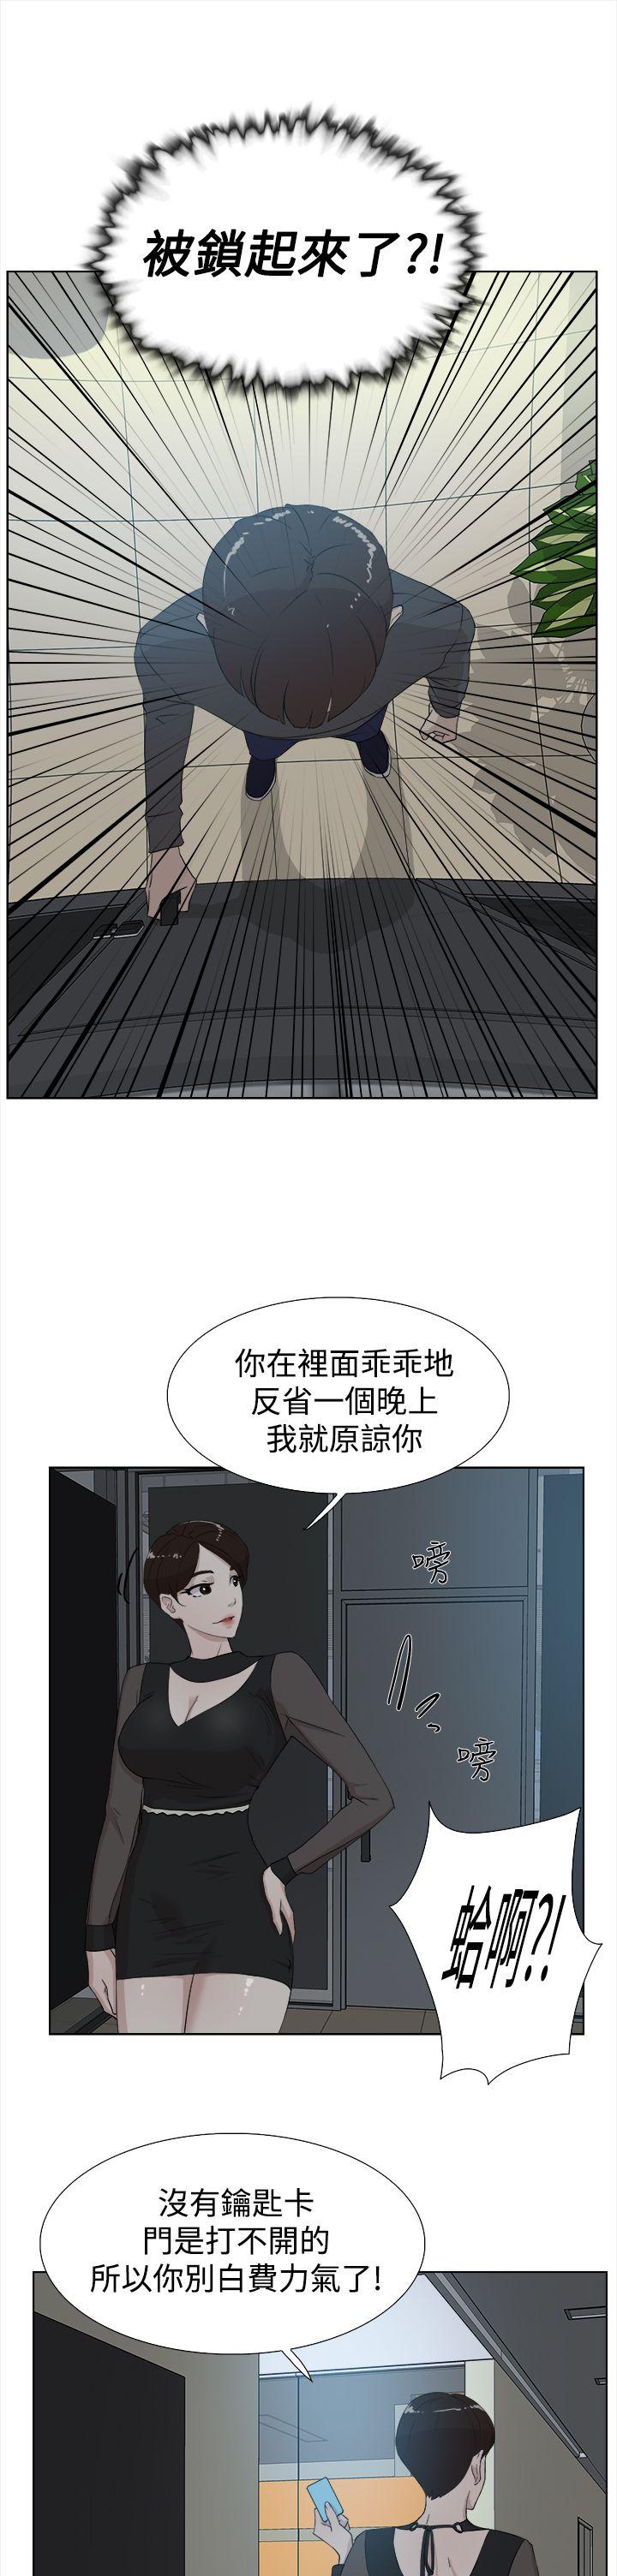 被鎖起來了?!
你在裡面乖乖地
反省一個晚上
我就原諒你
嗙
嗙
蛤啊?!
沒有鑰匙卡
門是打不開的
所以你別白費力氣了!